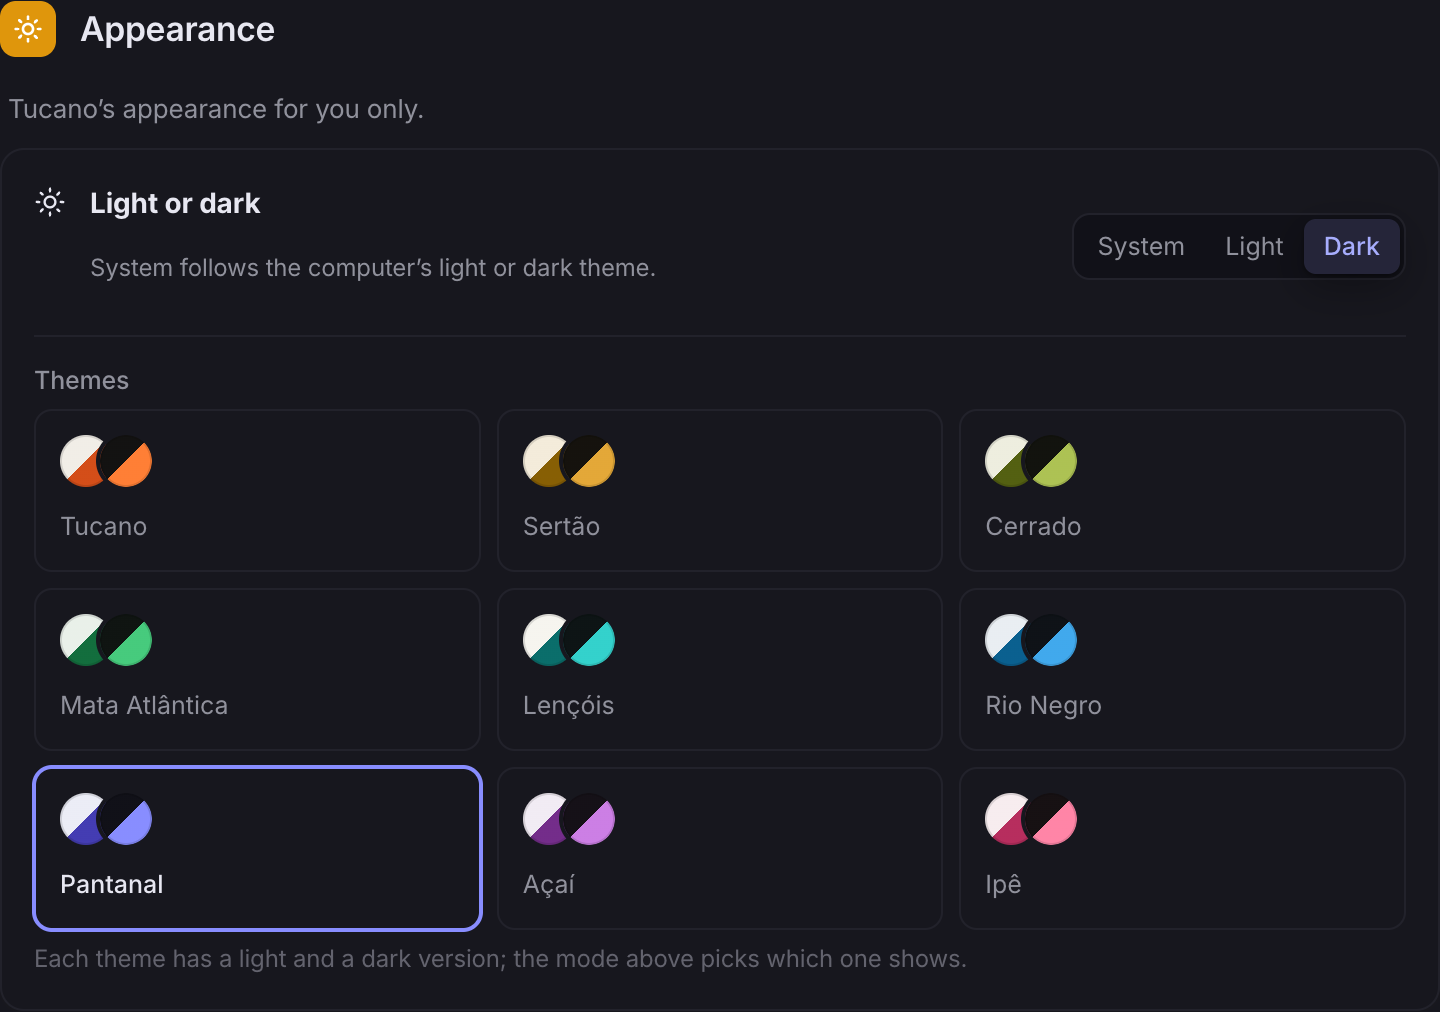 Appearance
Tucano’s appearance for you only.
Light or dark
System follows the computer’s light or dark theme.
System Light Dark
Themes
Tucano
Sertão
Cerrado
Mata Atlântica
Lençóis
Rio Negro
Pantanal
Açaí
Ipê
Each theme has a light and a dark version; the mode above picks which one shows.